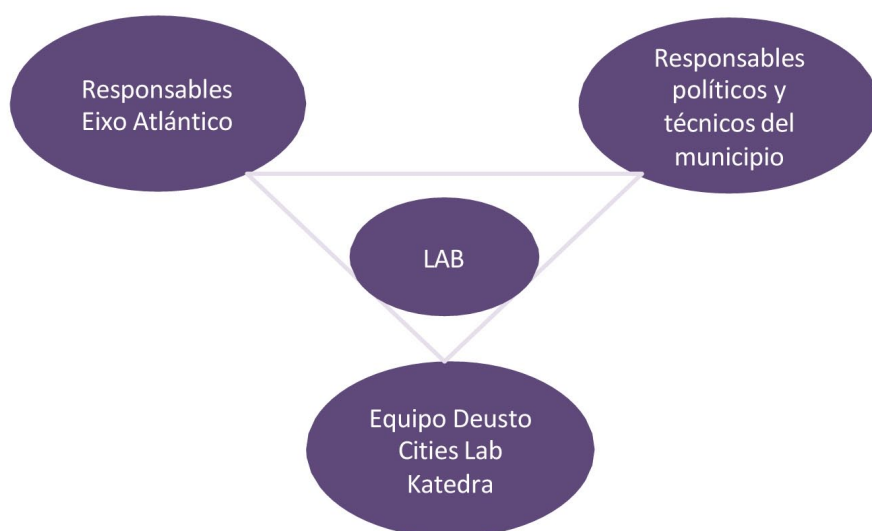 Responsables
Eixo Atlántico
Responsables
políticos y
técnicos del
municipio
LAB
Equipo Deusto
Cities Lab
Katedra